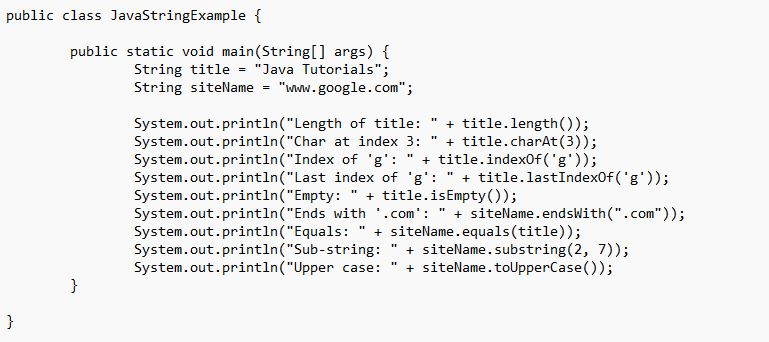 public class JavaStringExample {
public static void main(String[] args) {
String title = "Java Tutorials";
String siteName = "www.google.com";
System.out.println("Length of title: " + title.length());
System.out.println("Char at index 3: " + title.charAt(3));
System.out.println("Index of 'g': " + title.indexOf('g'));
System.out.println("Last index of 'g': " + title.lastIndexOf('g'));
System.out.println("Empty: " + title.isEmpty());
System.out.println("Ends with '.com': " + siteName.endsWith(".com"));
System.out.println("Equals: " + siteName.equals(title));
System.out.println("Sub-string: " + siteName.substring(2, 7));
System.out.println("Upper case: " + siteName.toUpperCase());
}
}